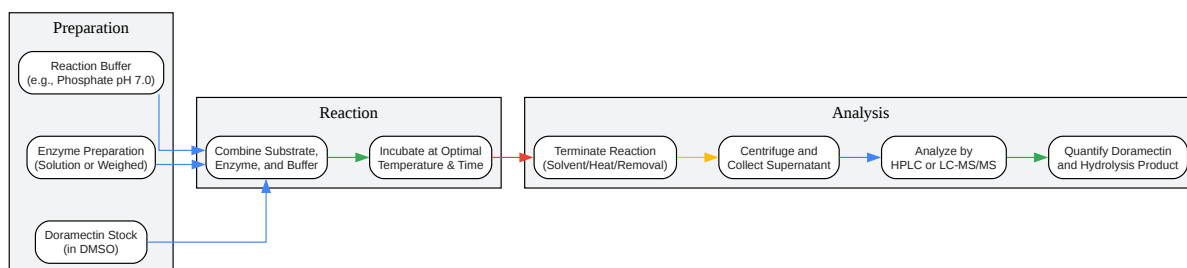 Preparation
Reaction Buffer
(e.g., Phosphate pH 7.0)
Enzyme Preparation
(Solution or Weighed)
Doramectin Stock
(in DMSO)
Reaction
Combine Substrate,
Enzyme, and Buffer
Incubate at Optimal
Temperature & Time
Analysis
Terminate Reaction
(Solvent/Heat/Removal)
Centrifuge and
Collect Supernatant
Analyze by
HPLC or LC-MS/MS
Quantify Doramectin
and Hydrolysis Product